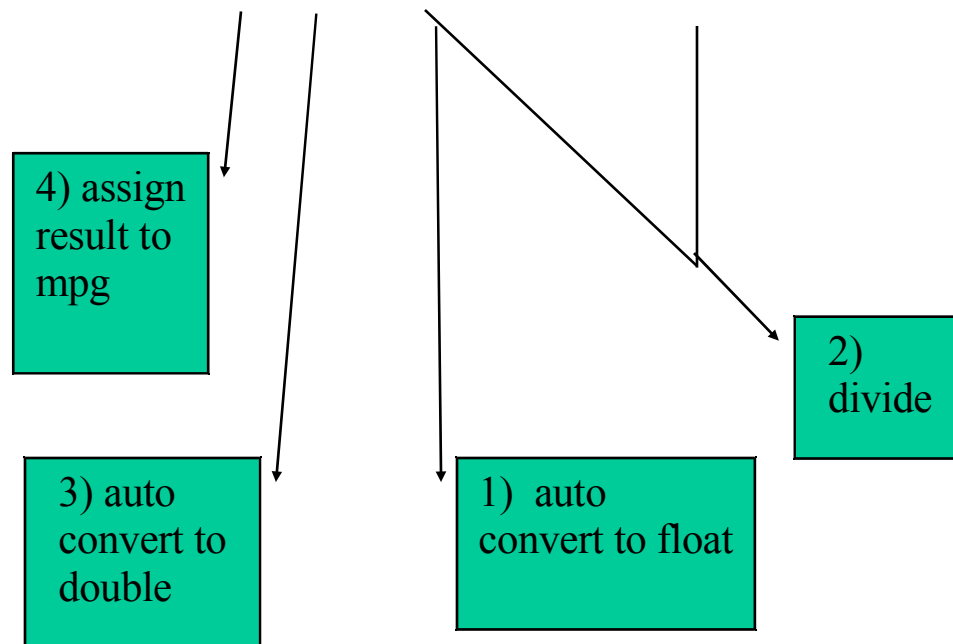 4) assign
result to
mpg
2)
divide
3) auto
convert to
double
1) auto
convert to float